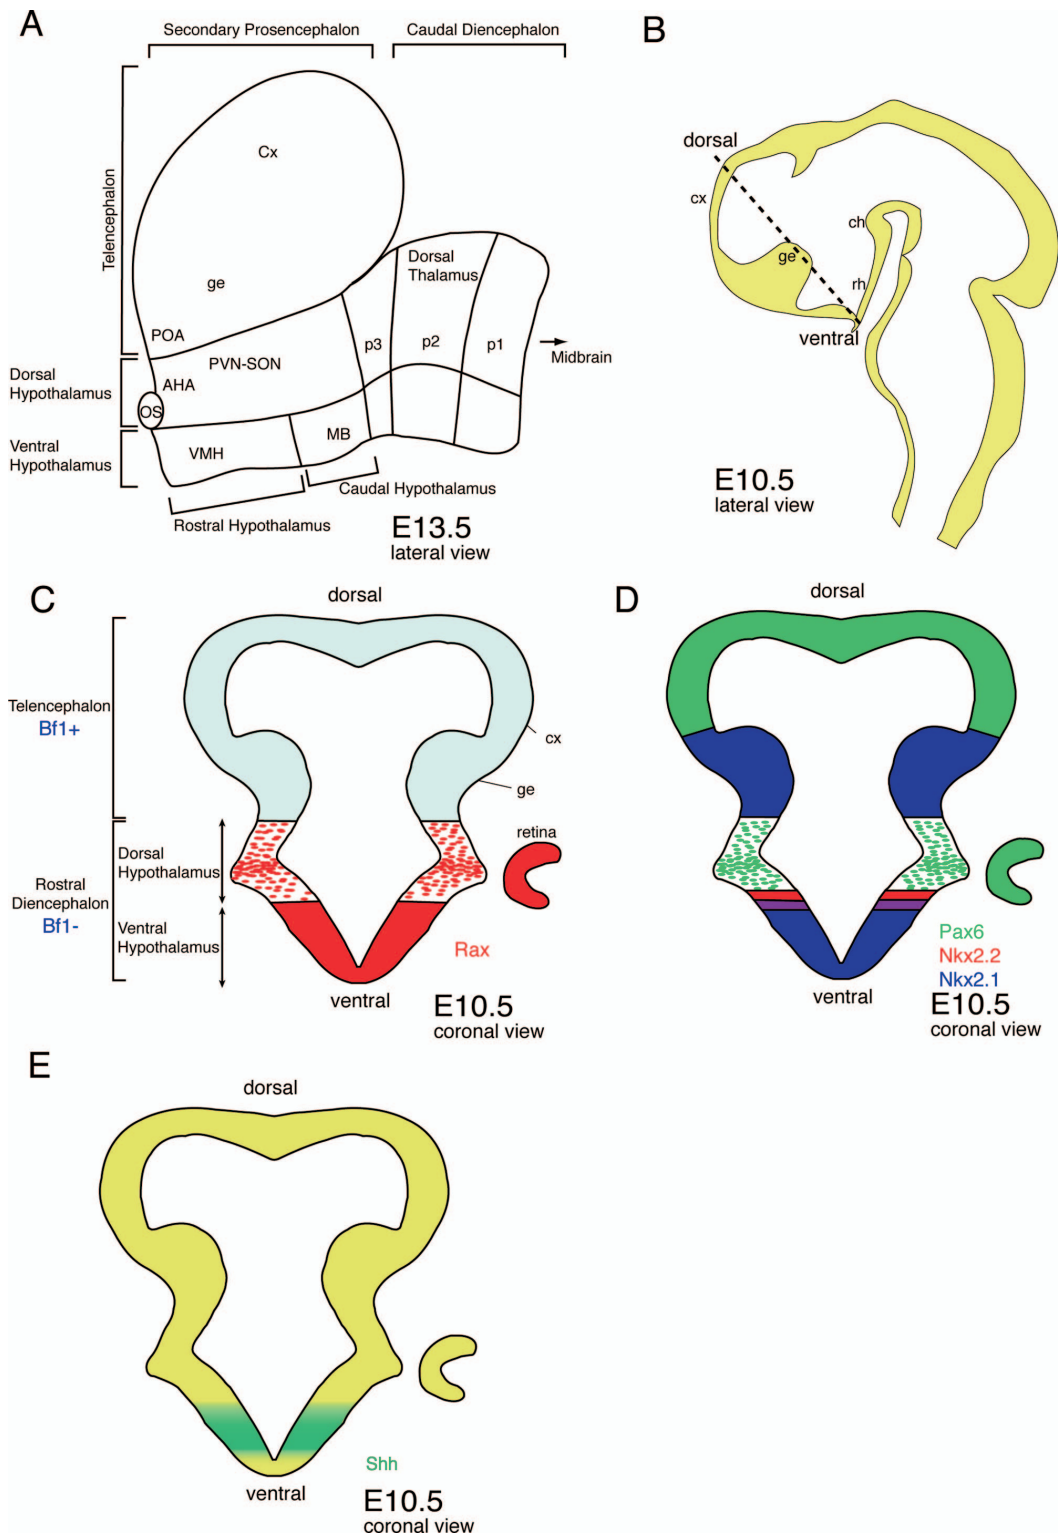 A
Secondary Prosencephalon
Caudal Diencephalon
Telencephalon
Cx
ge
POA
Dorsal
Thalamus
p3
p2
p1
Midbrain
PVN-SON
AHA
OS
Dorsal
Hypothalamus
Ventral
Hypothalamus
VMH
MB
Caudal Hypothalamus
Rostral Hypothalamus
E13.5
lateral view
B
dorsal
cx
ch
ge
rh
ventral
E10.5
lateral view
C
dorsal
Telencephalon
Bf1+
cx
ge
retina
Dorsal
Hypothalamus
Rostral
Diencephalon
Bf1-
Ventral
Hypothalamus
Rax
ventral
E10.5
coronal view
D
dorsal
Pax6
Nkx2.2
Nkx2.1
ventral
E10.5
coronal view
E
dorsal
Shh
ventral
E10.5
coronal view